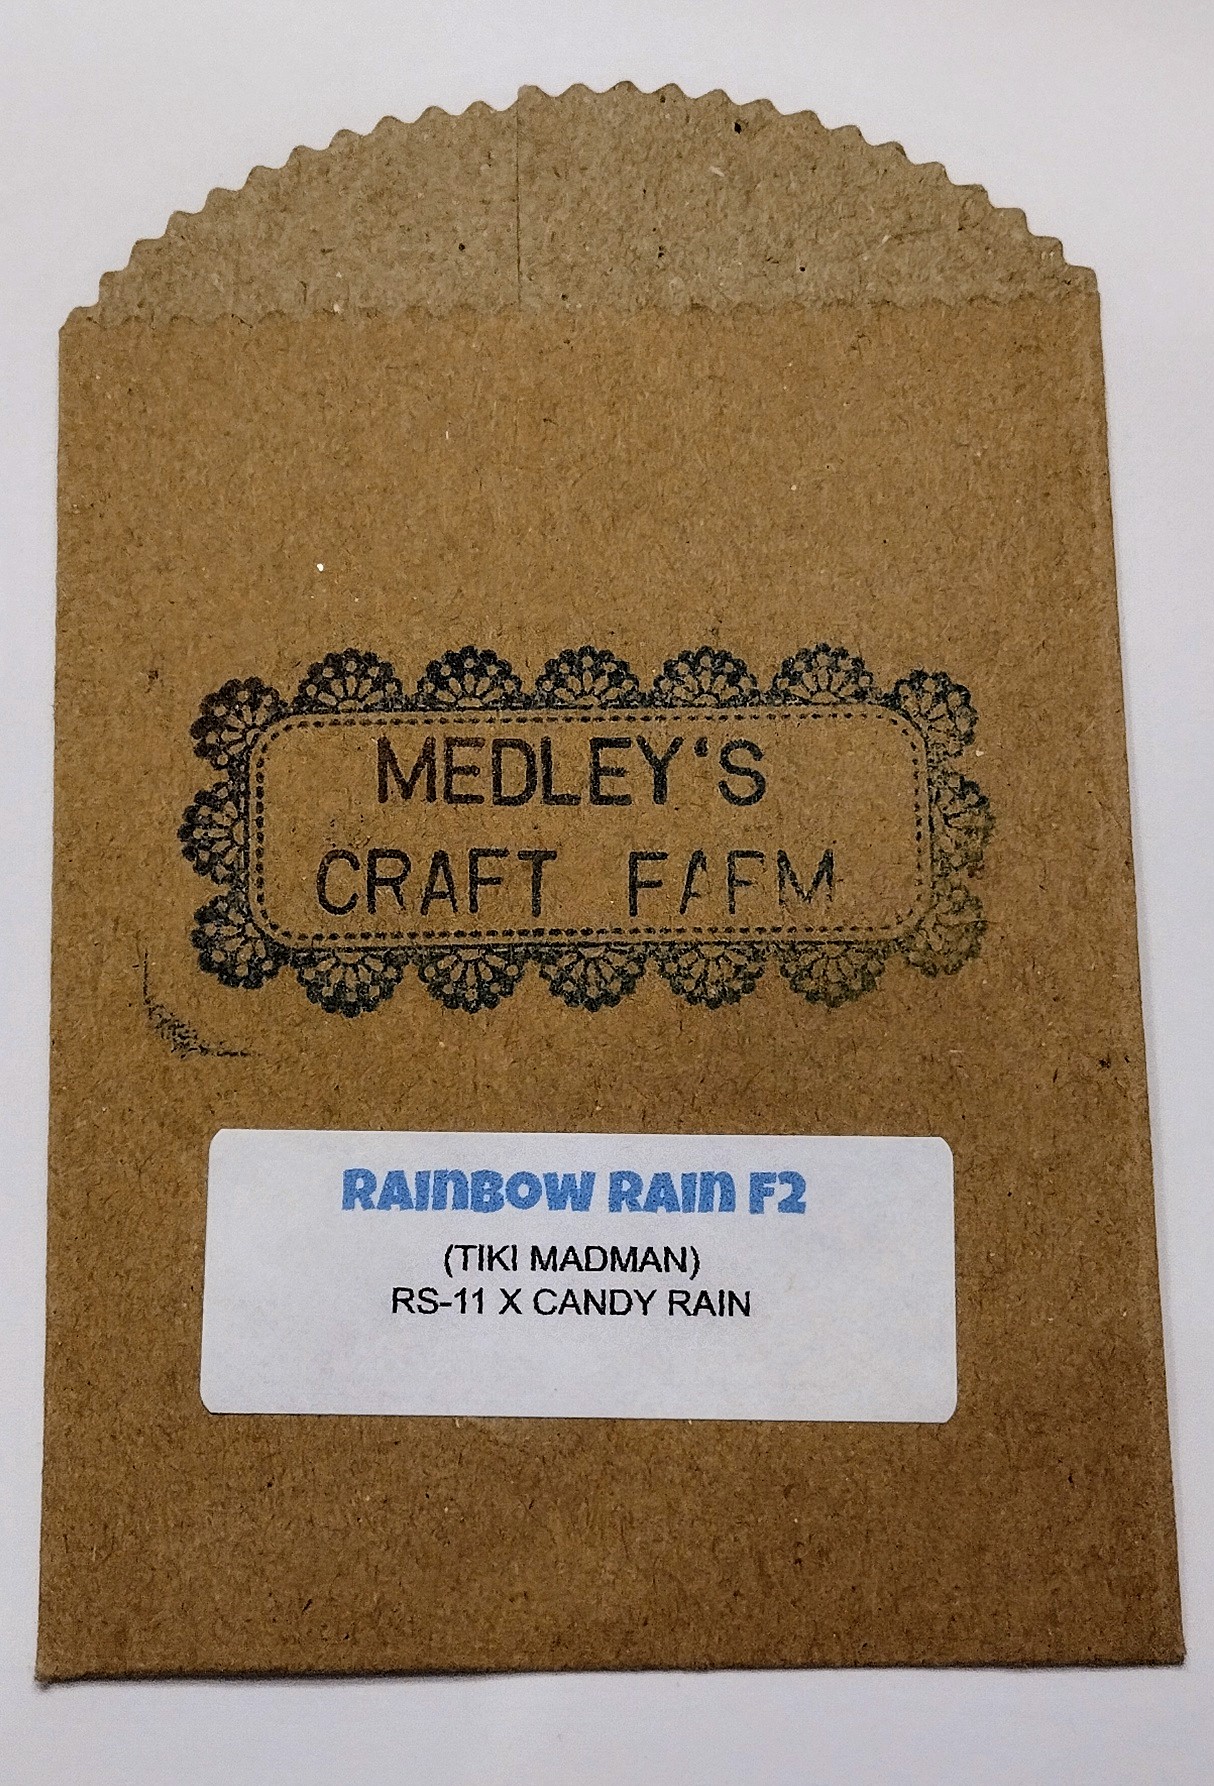 MEDLEY'S
CRAFT FARM
RAINBOW RAIN F2
(TIKI MADMAN)
RS-11 X CANDY RAIN